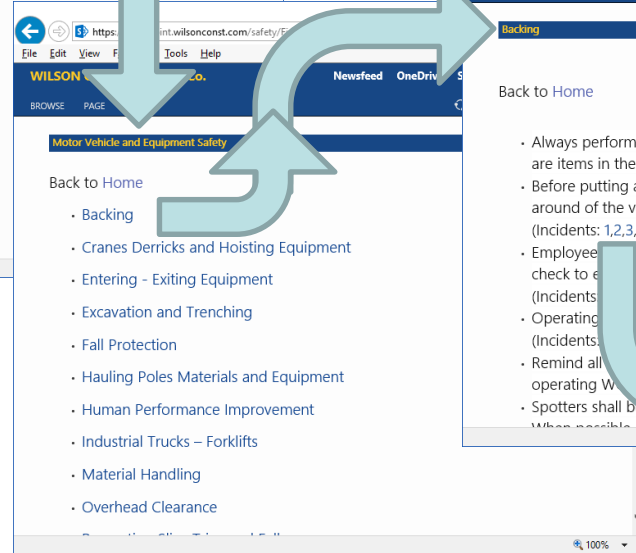 https: int.wilsonconst.com/safety/
File Edit View Tools Help
WILSON Co. Newsfeed OneDriv S
BROWSE PAGE
Motor Vehicle and Equipment Safety
Back to Home
• Backing
• Cranes Derricks and Hoisting Equipment
• Entering - Exiting Equipment
• Excavation and Trenching
• Fall Protection
• Hauling Poles Materials and Equipment
• Human Performance Improvement
• Industrial Trucks – Forklifts
• Material Handling
• Overhead Clearance
100%
Backing
Back to Home
• Always perform
are items in the
• Before putting a
around of the v
(Incidents: 1,2,3,
• Employee
check to e
(Incidents:
• Operating
(Incidents:
• Remind all
operating W
• Spotters shall b
When possible